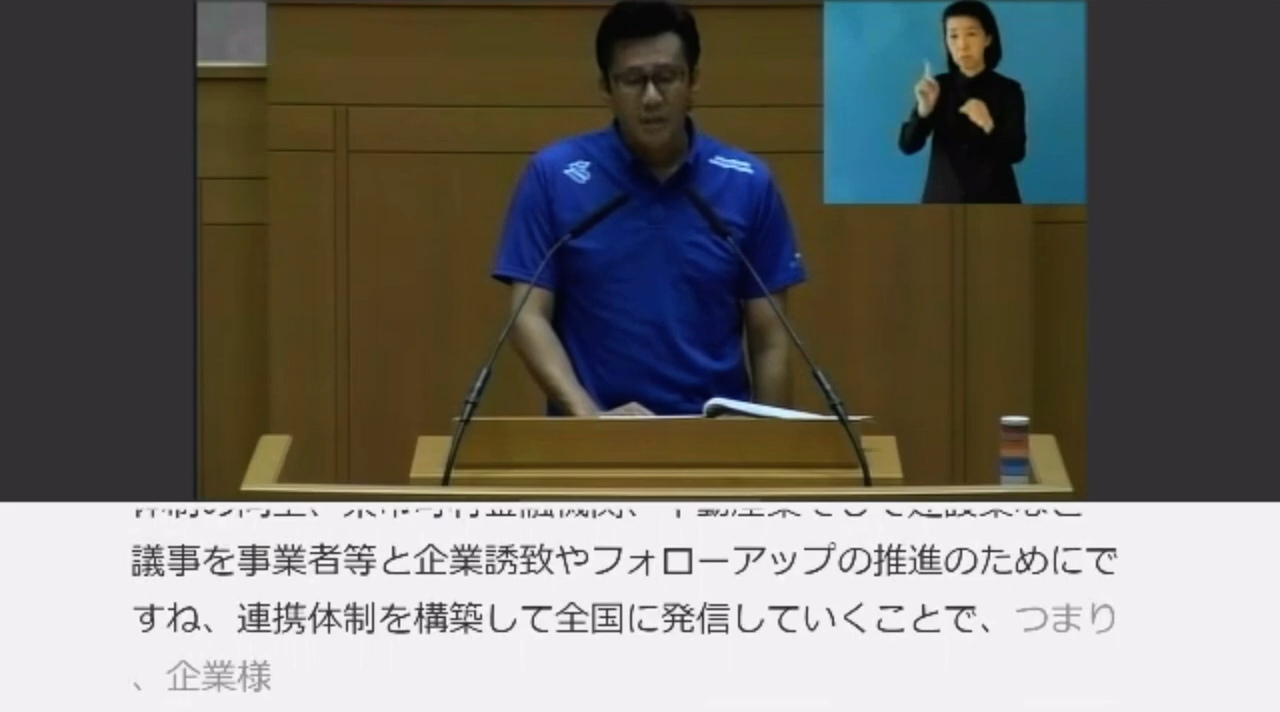 議事を事業者等と企業誘致やフォローアップの推進のためにで
すね、連携体制を構築して全国に発信していくことで、つまり
、企業様